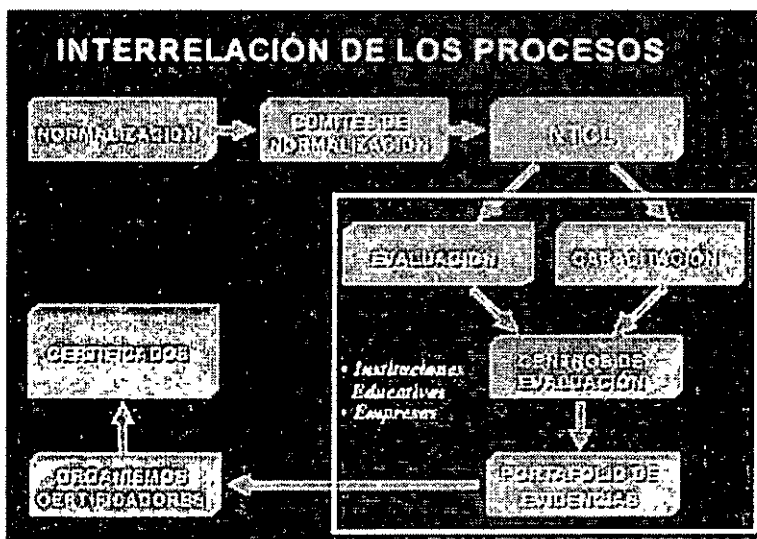 INTERRELACIÓN DE LOS PROCESOS
NORMALIZACIÓN
COMITES DE
NORMALIZACIÓN
NTCL
EVALUACIÓN
CAPACITACIÓN
CERTIFICADOS
• Instituciones
Educativas
• Empresas
CENTROS DE
EVALUACIÓN
ORGANISMOS
CERTIFICADORES
PORTAFOLIO DE
EVIDENCIAS